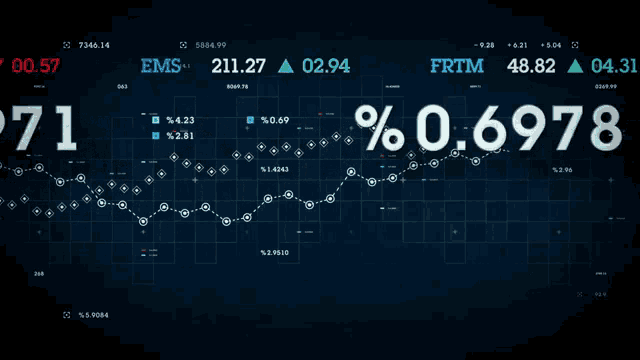 7346.14 5884.99 - 9.28 + 6.21 + 5.04
00.57 EMS 211.27 ▲ 02.94 FRTM 48.82 ▲ 04.31
063 8069.78 0369.99
971 %0.6978
%4.23 %0.69
%2.81
%1.4243 %2.96
%2.9510
268
%5.9084